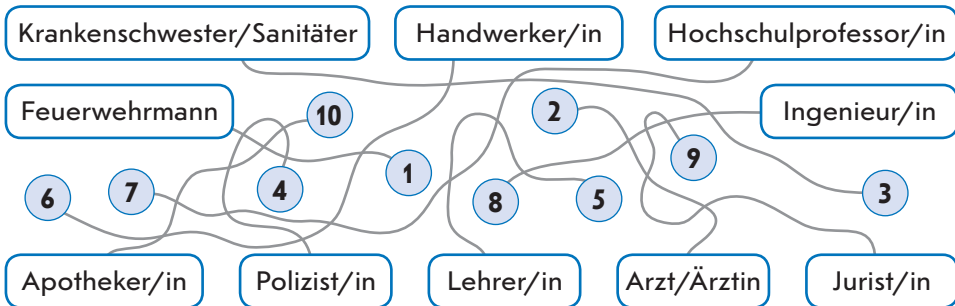 Krankenschwester/Sanitäter Handwerker/in Hochschulprofessor/in
Feuerwehrmann 10 2 Ingenieur/in
6 7 4 1 8 5 9 3
Apotheker/in Polizist/in Lehrer/in Arzt/Ärztin Jurist/in